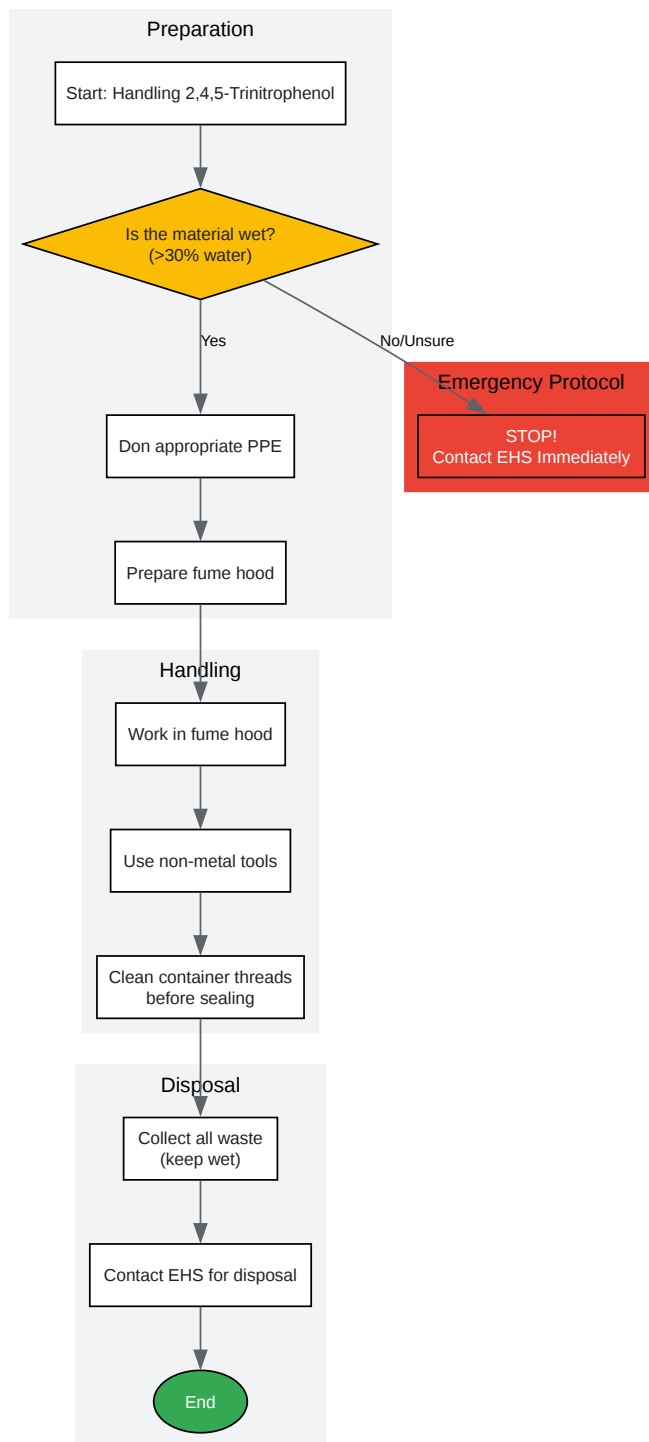 Preparation
Start: Handling 2,4,5-Trinitrophenol
Is the material wet?
(>30% water)
Yes
No/Unsure
Emergency Protocol
STOP!
Contact EHS Immediately
Don appropriate PPE
Prepare fume hood
Handling
Work in fume hood
Use non-metal tools
Clean container threads
before sealing
Disposal
Collect all waste
(keep wet)
Contact EHS for disposal
End